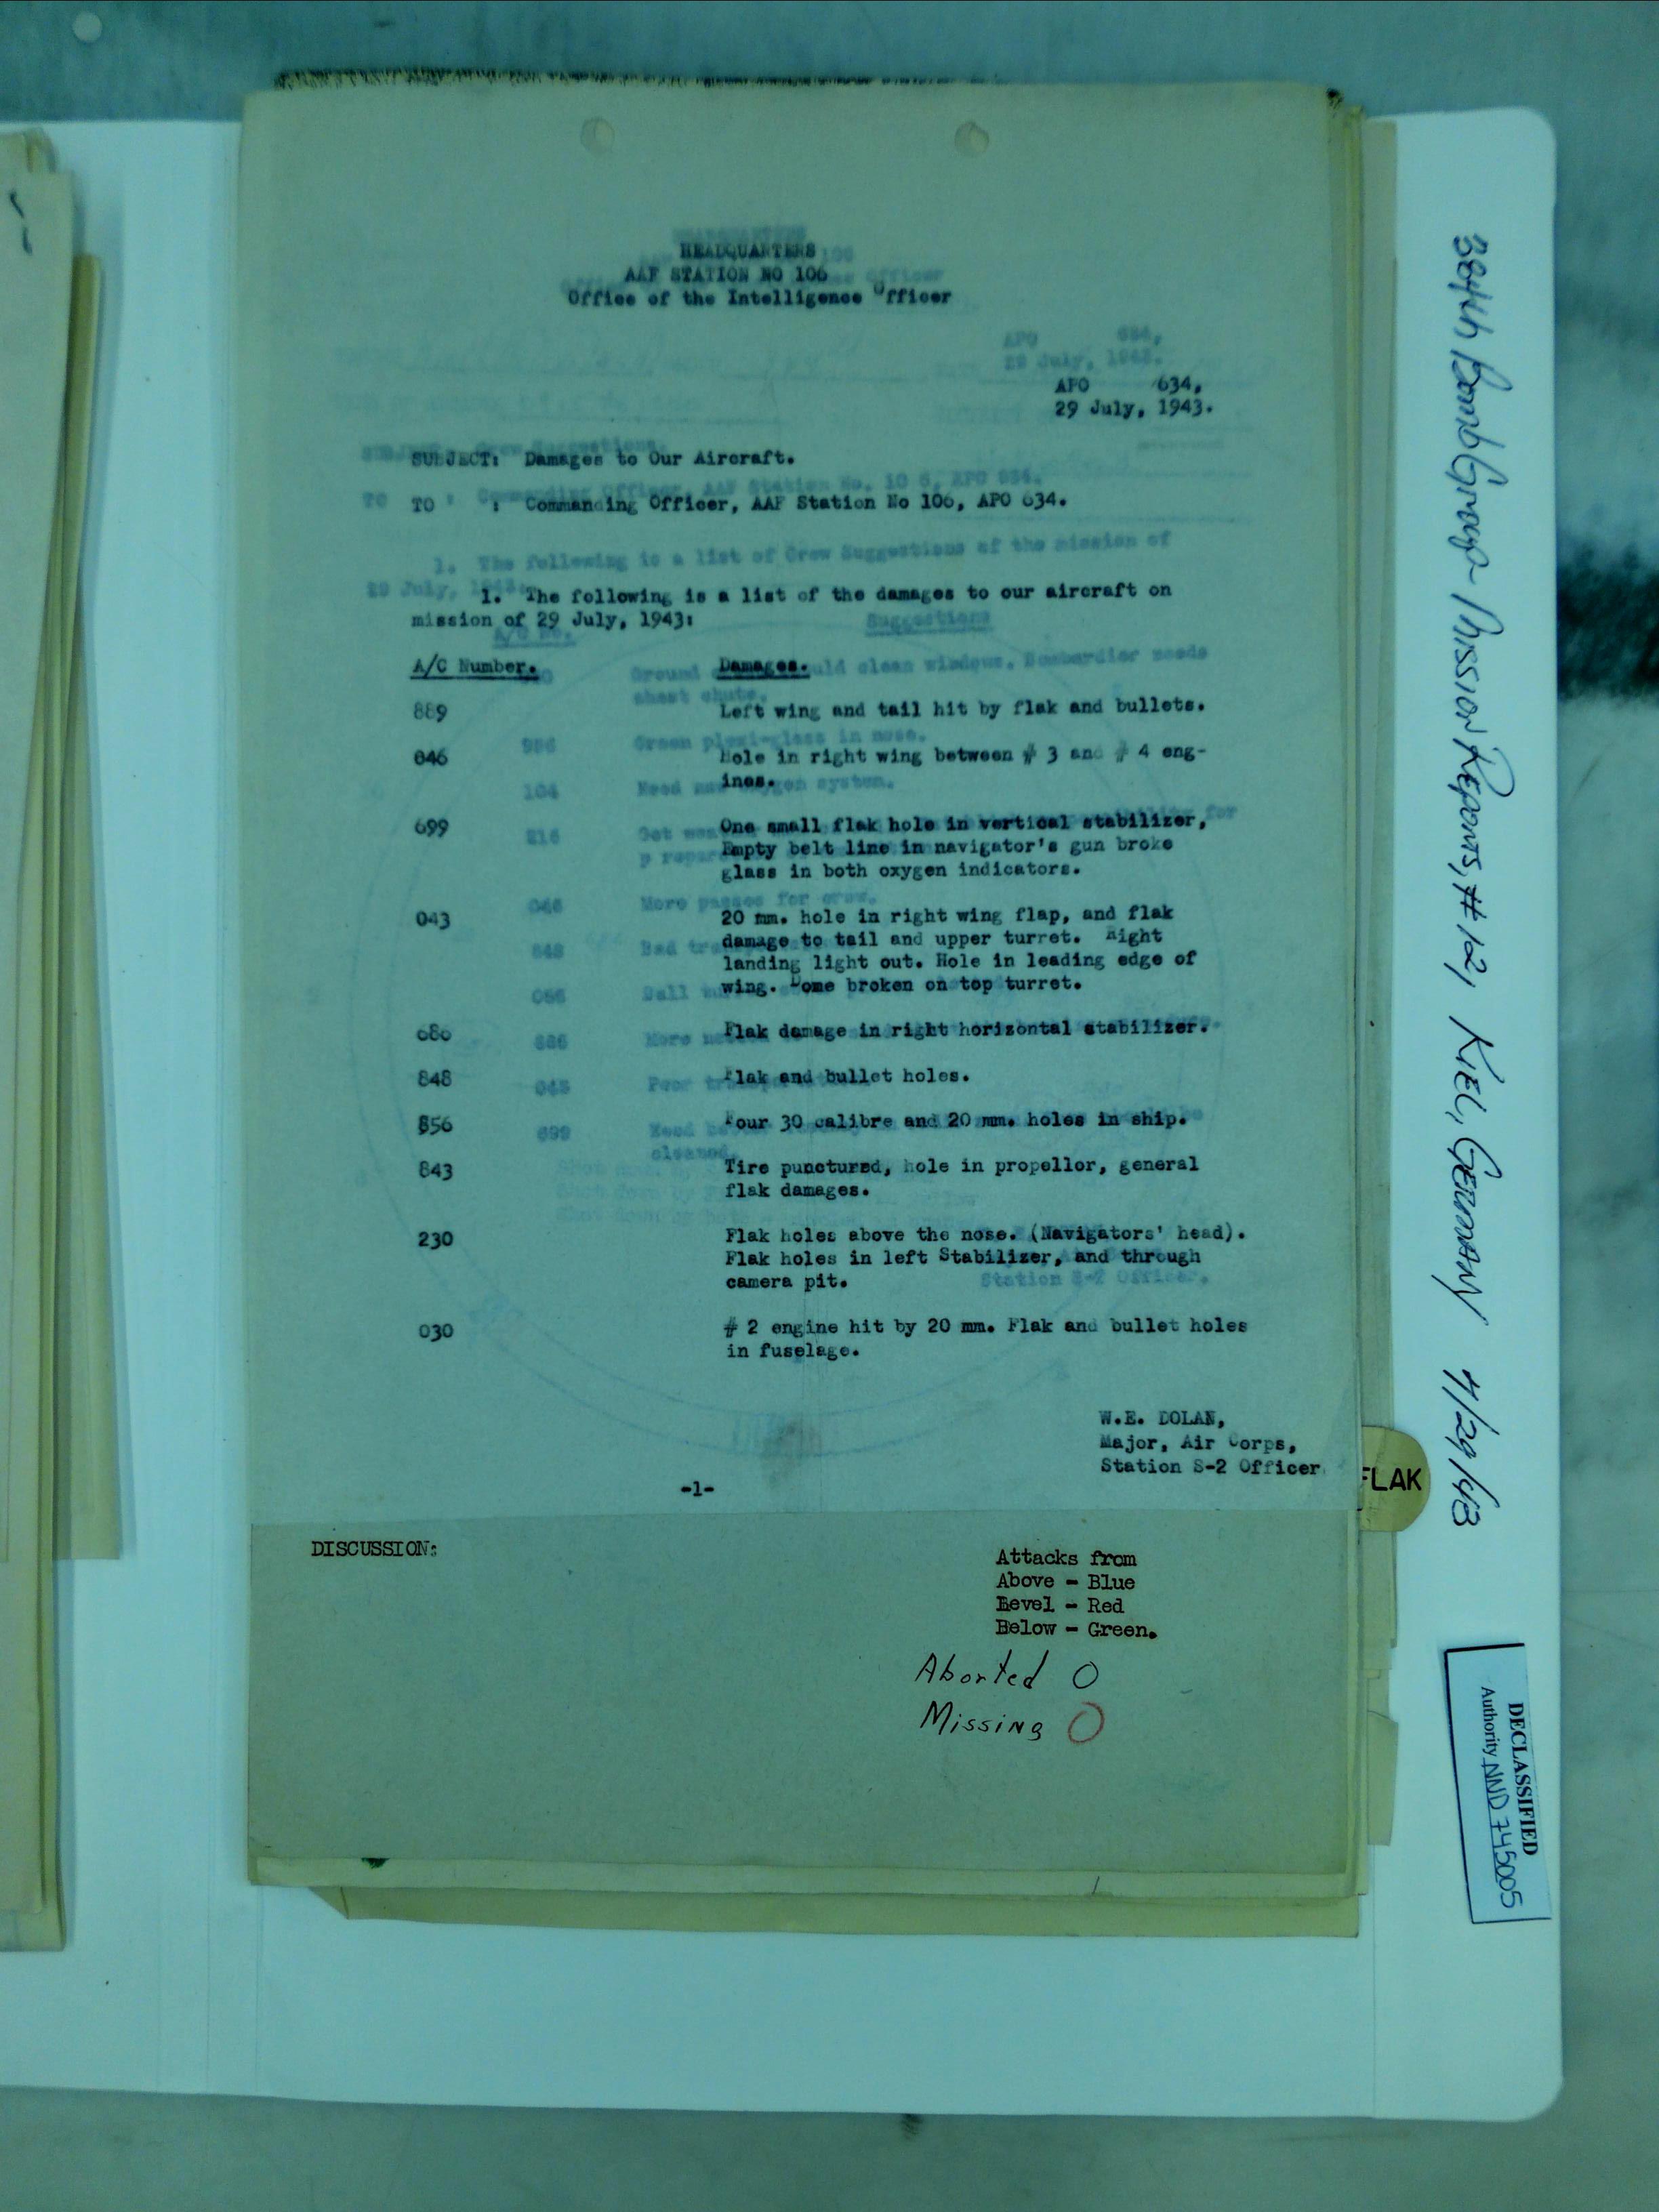 HEADQUARTERS
AAF STATION NO 106
Office of the Intelligence Officer
APO 634,
29 July, 1943.
SUBJECT: Damages to Our Aircraft.
TO : Commanding Officer, AAF Station No 106, APO 634.
1. The following is a list of the damages to our aircraft on
mission of 29 July, 1943:
A/C Number. Damages.
889 Left wing and tail hit by flak and bullets.
046 Hole in right wing between # 3 and # 4 eng-
ines.
699 One small flak hole in vertical stabilizer,
Empty belt line in navigator's gun broke
glass in both oxygen indicators.
043 20 mm. hole in right wing flap, and flak
damage to tail and upper turret. Right
landing light out. Hole in leading edge of
wing. Dome broken on top turret.
686 Flak damage in right horizontal stabilizer.
848 Flak and bullet holes.
856 Four 30 calibre and 20 mm. holes in ship.
843 Tire punctured, hole in propellor, general
flak damages.
230 Flak holes above the nose. (Navigators' head).
Flak holes in left Stabilizer, and through
camera pit.
030 # 2 engine hit by 20 mm. Flak and bullet holes
in fuselage.
W.E. DOLAN,
Major, Air Corps,
Station S-2 Officer
-1-
DISCUSSION:
Attacks from
Above - Blue
Level - Red
Below - Green.
Aborted 0
Missing 0
FLAK
384th Bomb Group - Mission Reports, # 12, KIEL, GERMANY 7/29/43
DECLASSIFIED
Authority NND 745005